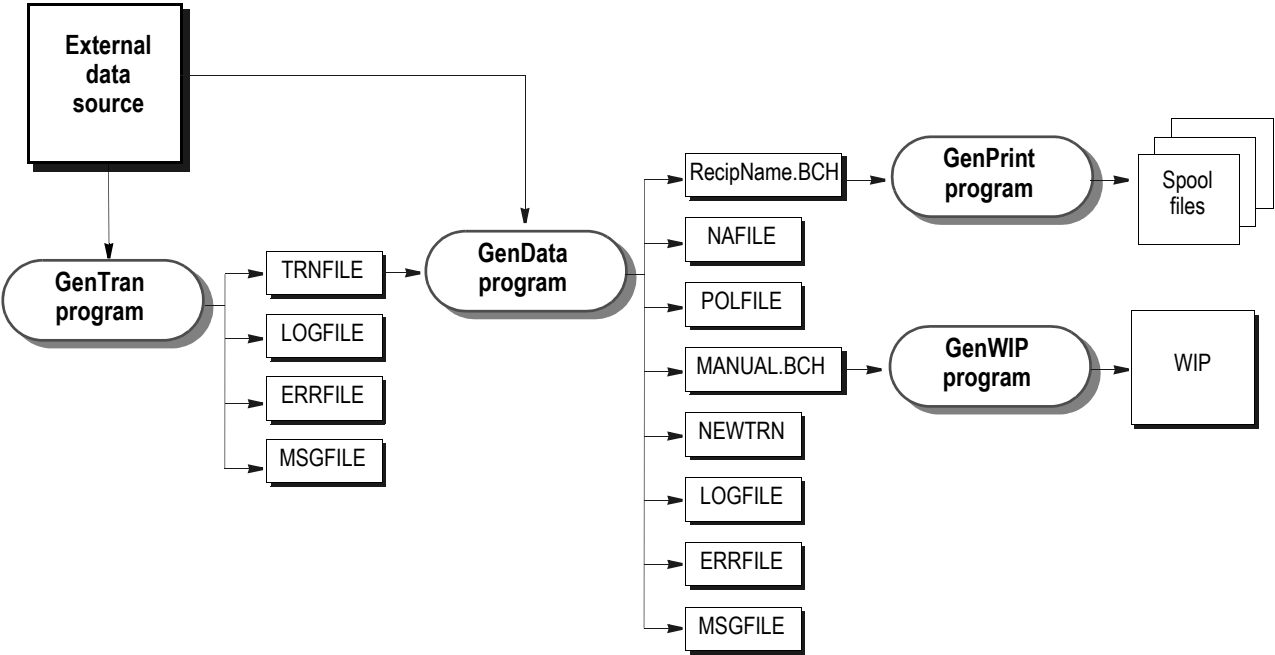 External
data
source
GenTran
program
TRNFILE
LOGFILE
ERRFILE
MSGFILE
GenData
program
RecipName.BCH
NAFILE
POLFILE
MANUAL.BCH
NEWTRN
LOGFILE
ERRFILE
MSGFILE
GenPrint
program
Spool
files
GenWIP
program
WIP